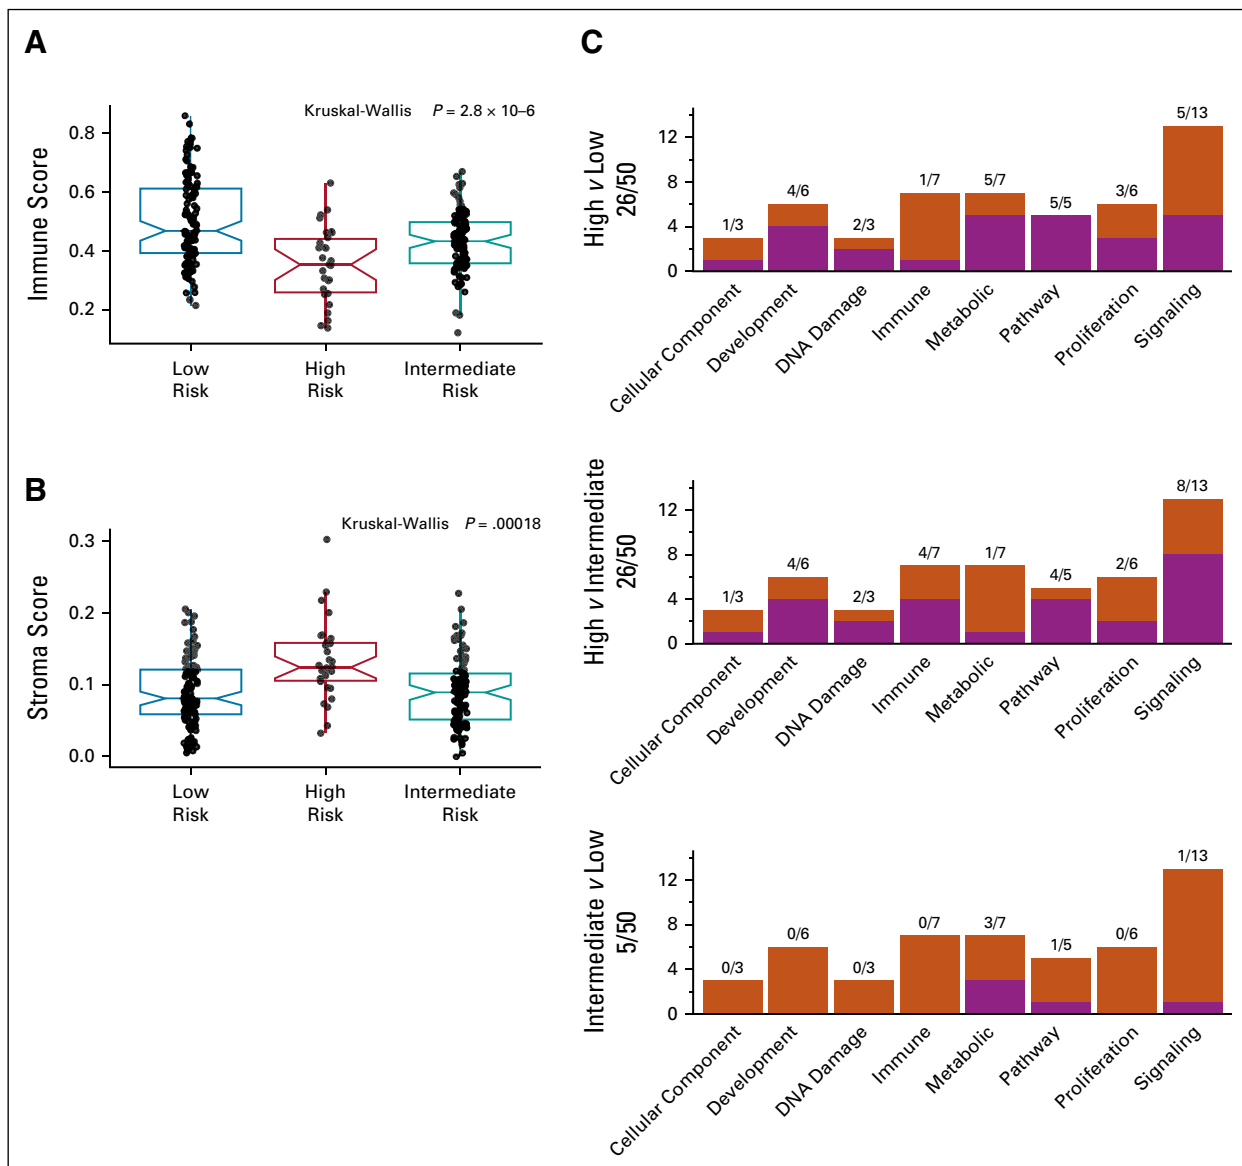 A
Kruskal-Wallis P = 2.8 × 10–6
Immune Score
0.8
0.6
0.4
0.2
Low
Risk
High
Risk
Intermediate
Risk
B
Kruskal-Wallis P = .00018
Stroma Score
0.3
0.2
0.1
0.0
Low
Risk
High
Risk
Intermediate
Risk
C
High v Low
26/50
12
8
4
0
1/3
4/6
2/3
1/7
5/7
5/5
3/6
5/13
Cellular Component
Development
DNA Damage
Immune
Metabolic
Pathway
Proliferation
Signaling
High v Intermediate
26/50
12
8
4
0
1/3
4/6
2/3
4/7
1/7
4/5
2/6
8/13
Cellular Component
Development
DNA Damage
Immune
Metabolic
Pathway
Proliferation
Signaling
Intermediate v Low
5/50
12
8
4
0
0/3
0/6
0/3
0/7
3/7
1/5
0/6
1/13
Cellular Component
Development
DNA Damage
Immune
Metabolic
Pathway
Proliferation
Signaling